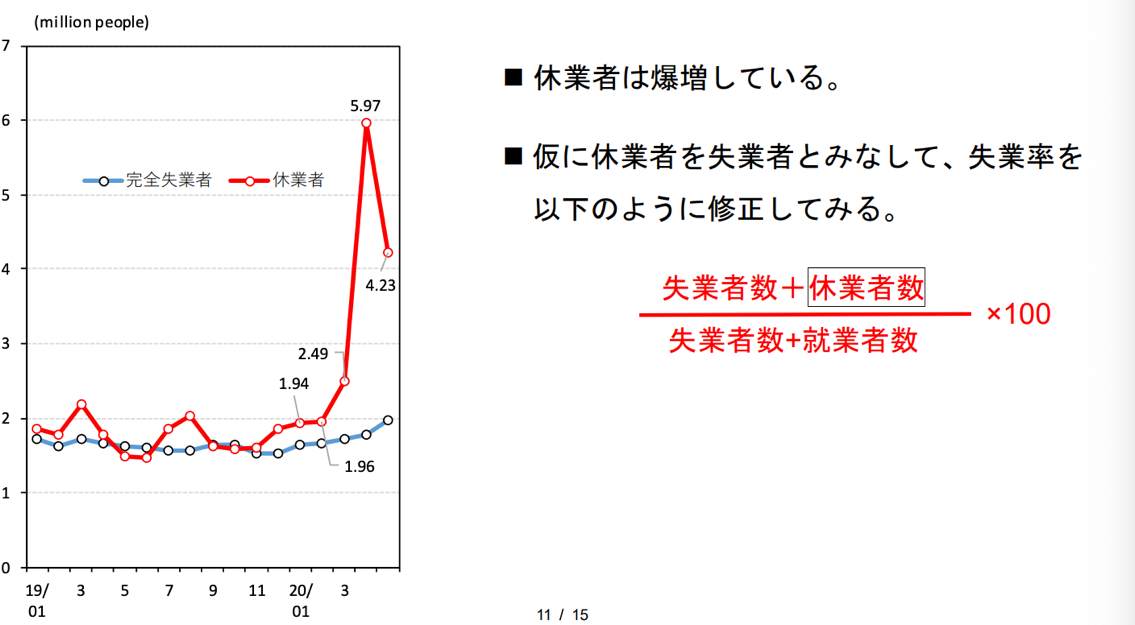 (million people)
7
6
5
4
3
2
1
0
5.97
完全失業者 休業者
4.23
2.49
1.94
1.96
19/01 3 5 7 9 11 20/01 3
■ 休業者は爆増している。
■ 仮に休業者を失業者とみなして、失業率を
以下のように修正してみる。
失業者数＋休業者数
×100
失業者数+就業者数
11 / 15